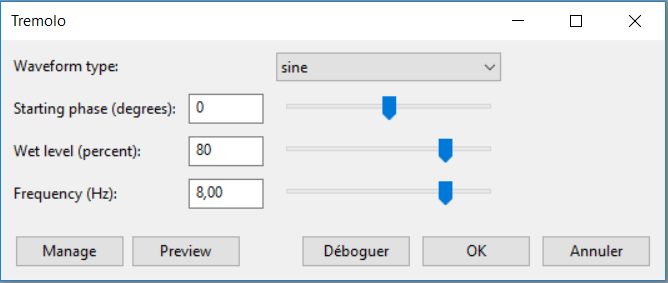 Tremolo
Waveform type: sine
Starting phase (degrees): 0
Wet level (percent): 80
Frequency (Hz): 8,00
Manage Preview Déboguer OK Annuler